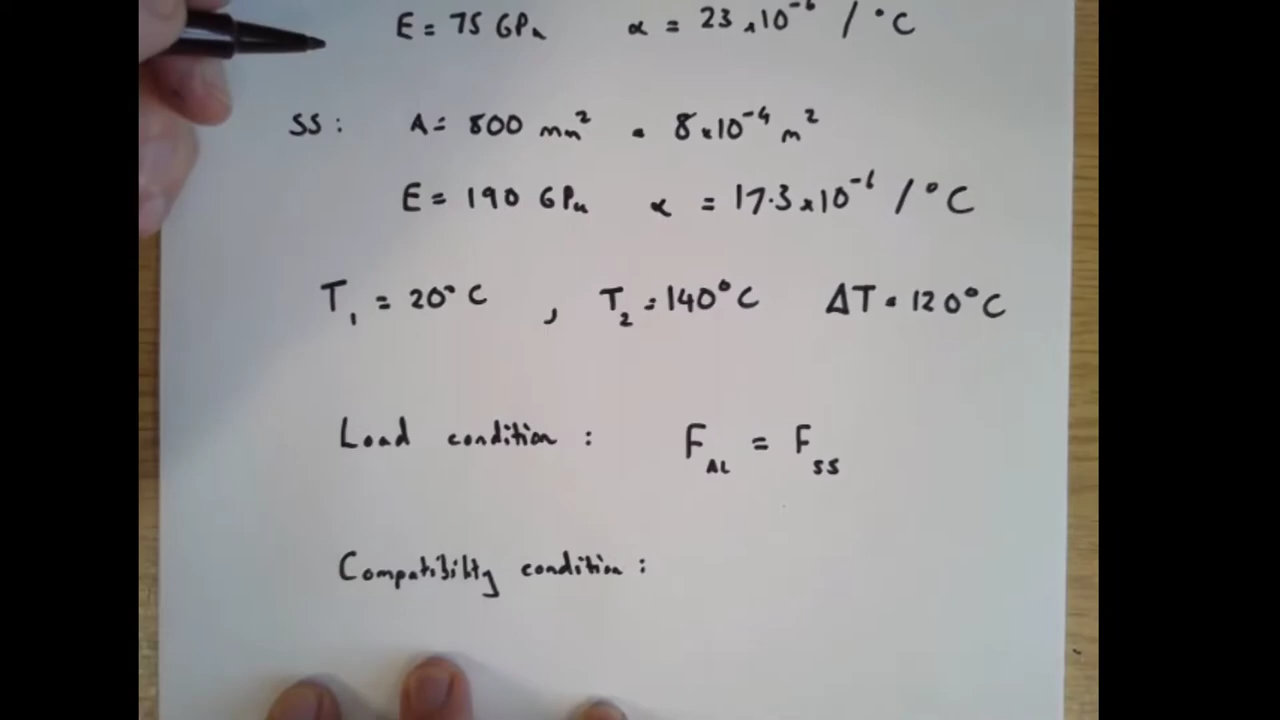 E = 75 GPa α = 23 × 10⁻⁶ / °C
SS : A = 800 mm² = 8 × 10⁻⁴ m²
E = 190 GPa α = 17.3 × 10⁻⁶ / °C
T₁ = 20°C , T₂ = 140°C ΔT = 120°C
Load condition : F_AL = F_SS
Compatibility condition :